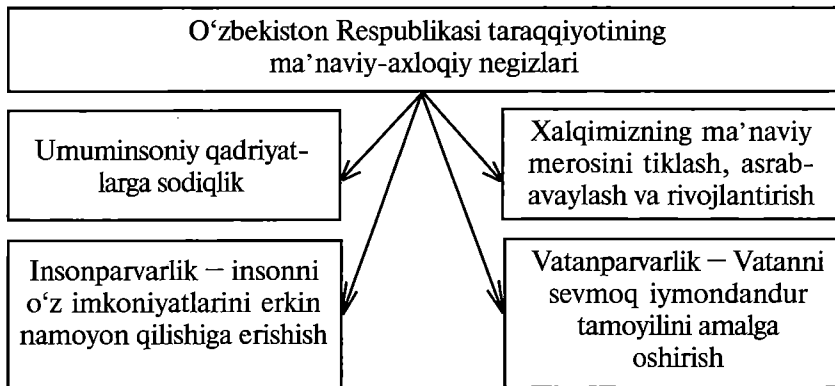 O‘zbekiston Respublikasi taraqqiyotining
ma’naviy-axloqiy negizlari
Umuminsoniy qadriyat-
larga sodiqlik
Xalqimizning ma’naviy
merosini tiklash, asrab-
avaylash va rivojlantirish
Insonparvarlik – insonni
o‘z imkoniyatlarini erkin
namoyon qilishiga erishish
Vatanparvarlik – Vatanni
sevmoq iymondandur
tamoyilini amalga
oshirish